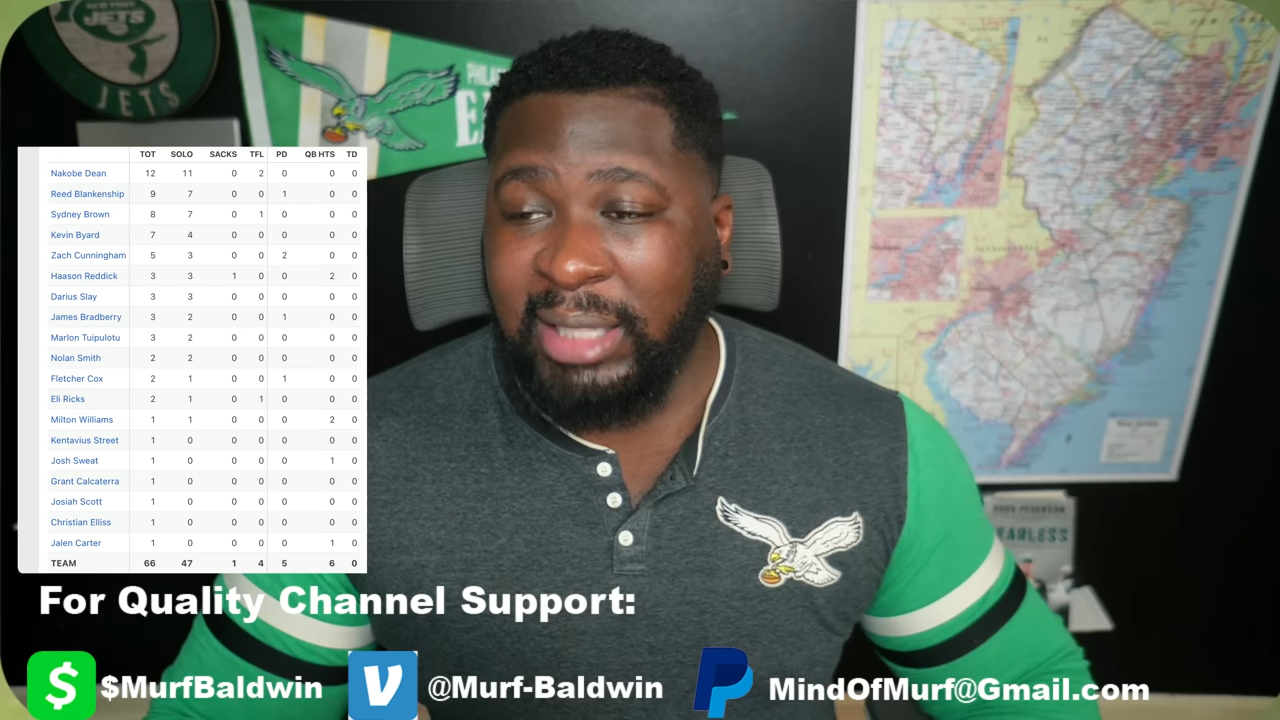 NEW YORK
JETS
JETS
PHILA
E
TOT SOLO SACKS TFL PD QB HTS TD
Nakobe Dean 12 11 0 2 0 0 0
Reed Blankenship 9 7 0 0 1 0 0
Sydney Brown 8 7 0 1 0 0 0
Kevin Byard 7 4 0 0 0 0 0
Zach Cunningham 5 3 0 0 2 0 0
Haason Reddick 3 3 1 0 0 2 0
Darius Slay 3 3 0 0 0 0 0
James Bradberry 3 2 0 0 1 0 0
Marlon Tuipulotu 3 2 0 0 0 0 0
Nolan Smith 2 2 0 0 0 0 0
Fletcher Cox 2 1 0 0 1 0 0
Eli Ricks 2 1 0 1 0 0 0
Milton Williams 1 1 0 0 0 2 0
Kentavius Street 1 0 0 0 0 0 0
Josh Sweat 1 0 0 0 0 1 0
Grant Calcaterra 1 0 0 0 0 0 0
Josiah Scott 1 0 0 0 0 0 0
Christian Elliss 1 0 0 0 0 0 0
Jalen Carter 1 0 0 0 0 1 0
TEAM 66 47 1 4 5 6 0
DOUG PEDERSON
FEARLESS
For Quality Channel Support:
$MurfBaldwin
@Murf-Baldwin
MindOfMurf@Gmail.com